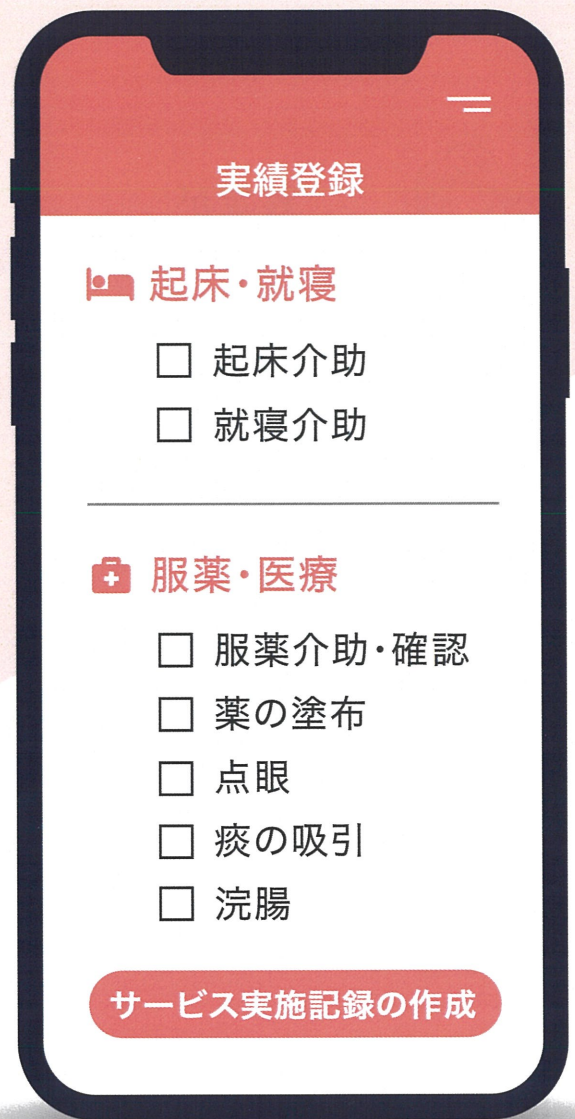 実績登録
起床・就寝
起床介助
就寝介助
服薬・医療
服薬介助・確認
薬の塗布
点眼
痰の吸引
浣腸
サービス実施記録の作成